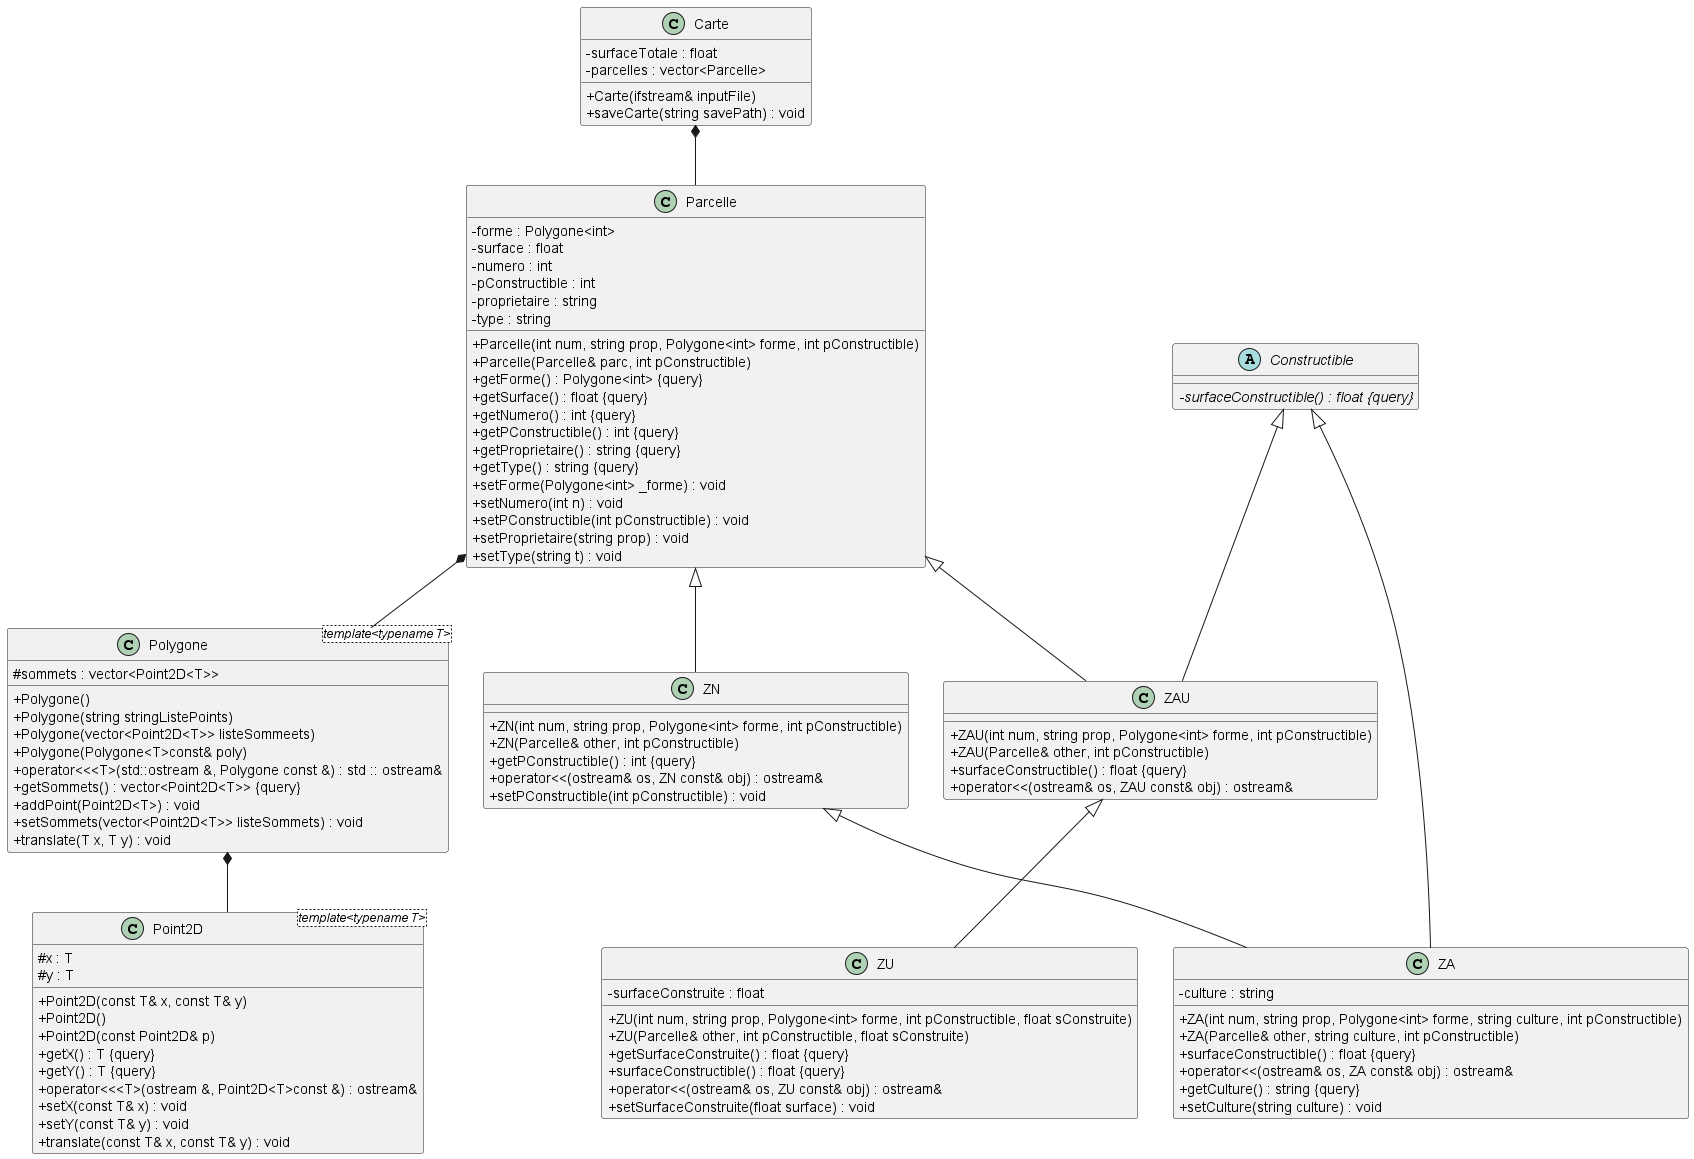 C Carte
-surfaceTotale : float
-parcelles : vector<Parcelle>
+Carte(ifstream& inputFile)
+saveCarte(string savePath) : void
C Parcelle
-forme : Polygone<int>
-surface : float
-numero : int
-pConstructible : int
-proprietaire : string
-type : string
+Parcelle(int num, string prop, Polygone<int> forme, int pConstructible)
+Parcelle(Parcelle& parc, int pConstructible)
+getForme() : Polygone<int> {query}
+getSurface() : float {query}
+getNumero() : int {query}
+getPConstructible() : int {query}
+getProprietaire() : string {query}
+getType() : string {query}
+setForme(Polygone<int> _forme) : void
+setNumero(int n) : void
+setPConstructible(int pConstructible) : void
+setProprietaire(string prop) : void
+setType(string t) : void
A Constructible
-surfaceConstructible() : float {query}
template<typename T>
C Polygone
#sommets : vector<Point2D<T>>
+Polygone()
+Polygone(string stringListePoints)
+Polygone(vector<Point2D<T>> listeSommeets)
+Polygone(Polygone<T>const& poly)
+operator<<<T>(std::ostream &, Polygone const &) : std :: ostream&
+getSommets() : vector<Point2D<T>> {query}
+addPoint(Point2D<T>) : void
+setSommets(vector<Point2D<T>> listeSommets) : void
+translate(T x, T y) : void
C ZN
+ZN(int num, string prop, Polygone<int> forme, int pConstructible)
+ZN(Parcelle& other, int pConstructible)
+getPConstructible() : int {query}
+operator<<(ostream& os, ZN const& obj) : ostream&
+setPConstructible(int pConstructible) : void
C ZAU
+ZAU(int num, string prop, Polygone<int> forme, int pConstructible)
+ZAU(Parcelle& other, int pConstructible)
+surfaceConstructible() : float {query}
+operator<<(ostream& os, ZAU const& obj) : ostream&
template<typename T>
C Point2D
#x : T
#y : T
+Point2D(const T& x, const T& y)
+Point2D()
+Point2D(const Point2D& p)
+getX() : T {query}
+getY() : T {query}
+operator<<<T>(ostream &, Point2D<T>const &) : ostream&
+setX(const T& x) : void
+setY(const T& y) : void
+translate(const T& x, const T& y) : void
C ZU
-surfaceConstruite : float
+ZU(int num, string prop, Polygone<int> forme, int pConstructible, float sConstruite)
+ZU(Parcelle& other, int pConstructible, float sConstruite)
+getSurfaceConstruite() : float {query}
+surfaceConstructible() : float {query}
+operator<<(ostream& os, ZU const& obj) : ostream&
+setSurfaceConstruite(float surface) : void
C ZA
-culture : string
+ZA(int num, string prop, Polygone<int> forme, string culture, int pConstructible)
+ZA(Parcelle& other, string culture, int pConstructible)
+surfaceConstructible() : float {query}
+operator<<(ostream& os, ZA const& obj) : ostream&
+getCulture() : string {query}
+setCulture(string culture) : void